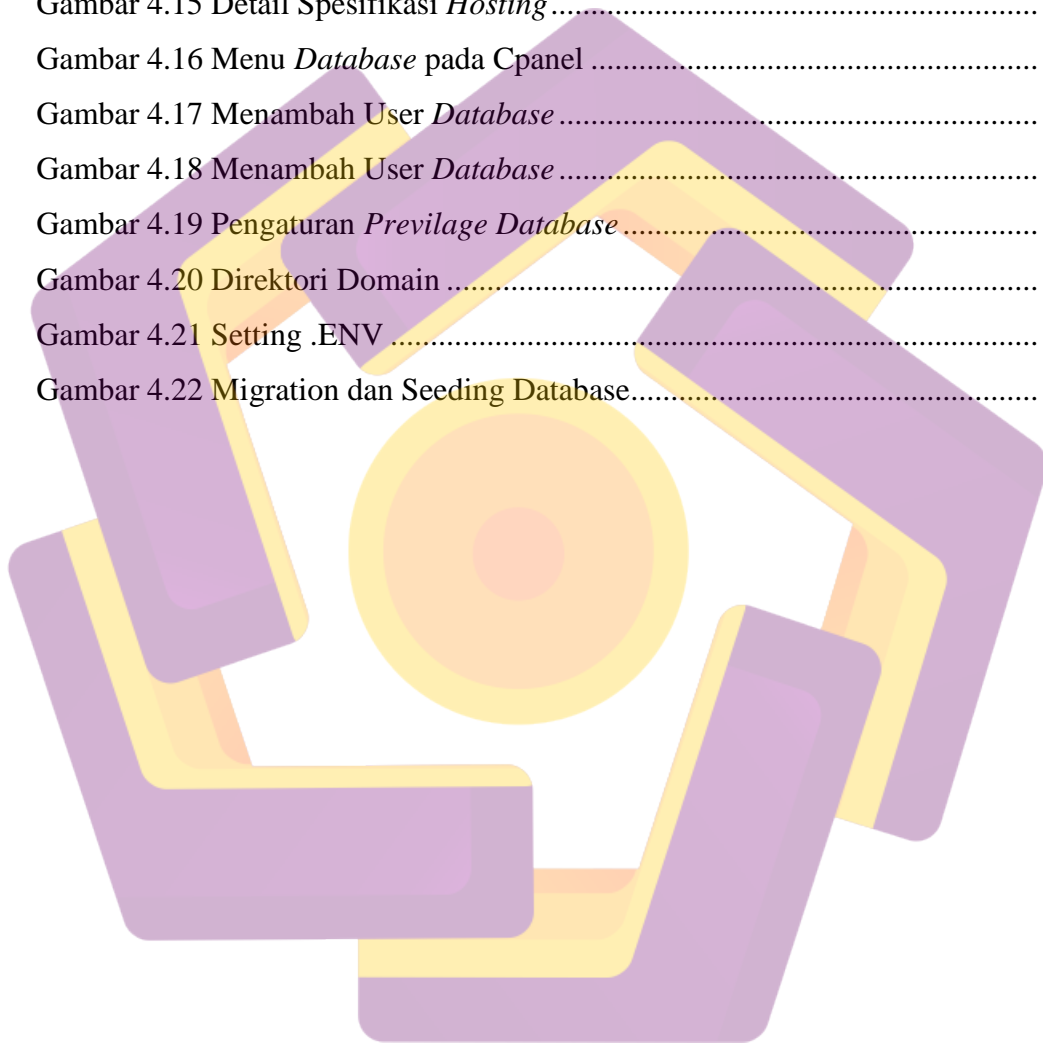 Gambar 4.15 Detail Spesifikasi Hosting................................................................
Gambar 4.16 Menu Database pada Cpanel ...........................................................
Gambar 4.17 Menambah User Database ...............................................................
Gambar 4.18 Menambah User Database ...............................................................
Gambar 4.19 Pengaturan Previlage Database.......................................................
Gambar 4.20 Direktori Domain ..............................................................................
Gambar 4.21 Setting .ENV .....................................................................................
Gambar 4.22 Migration dan Seeding Database......................................................